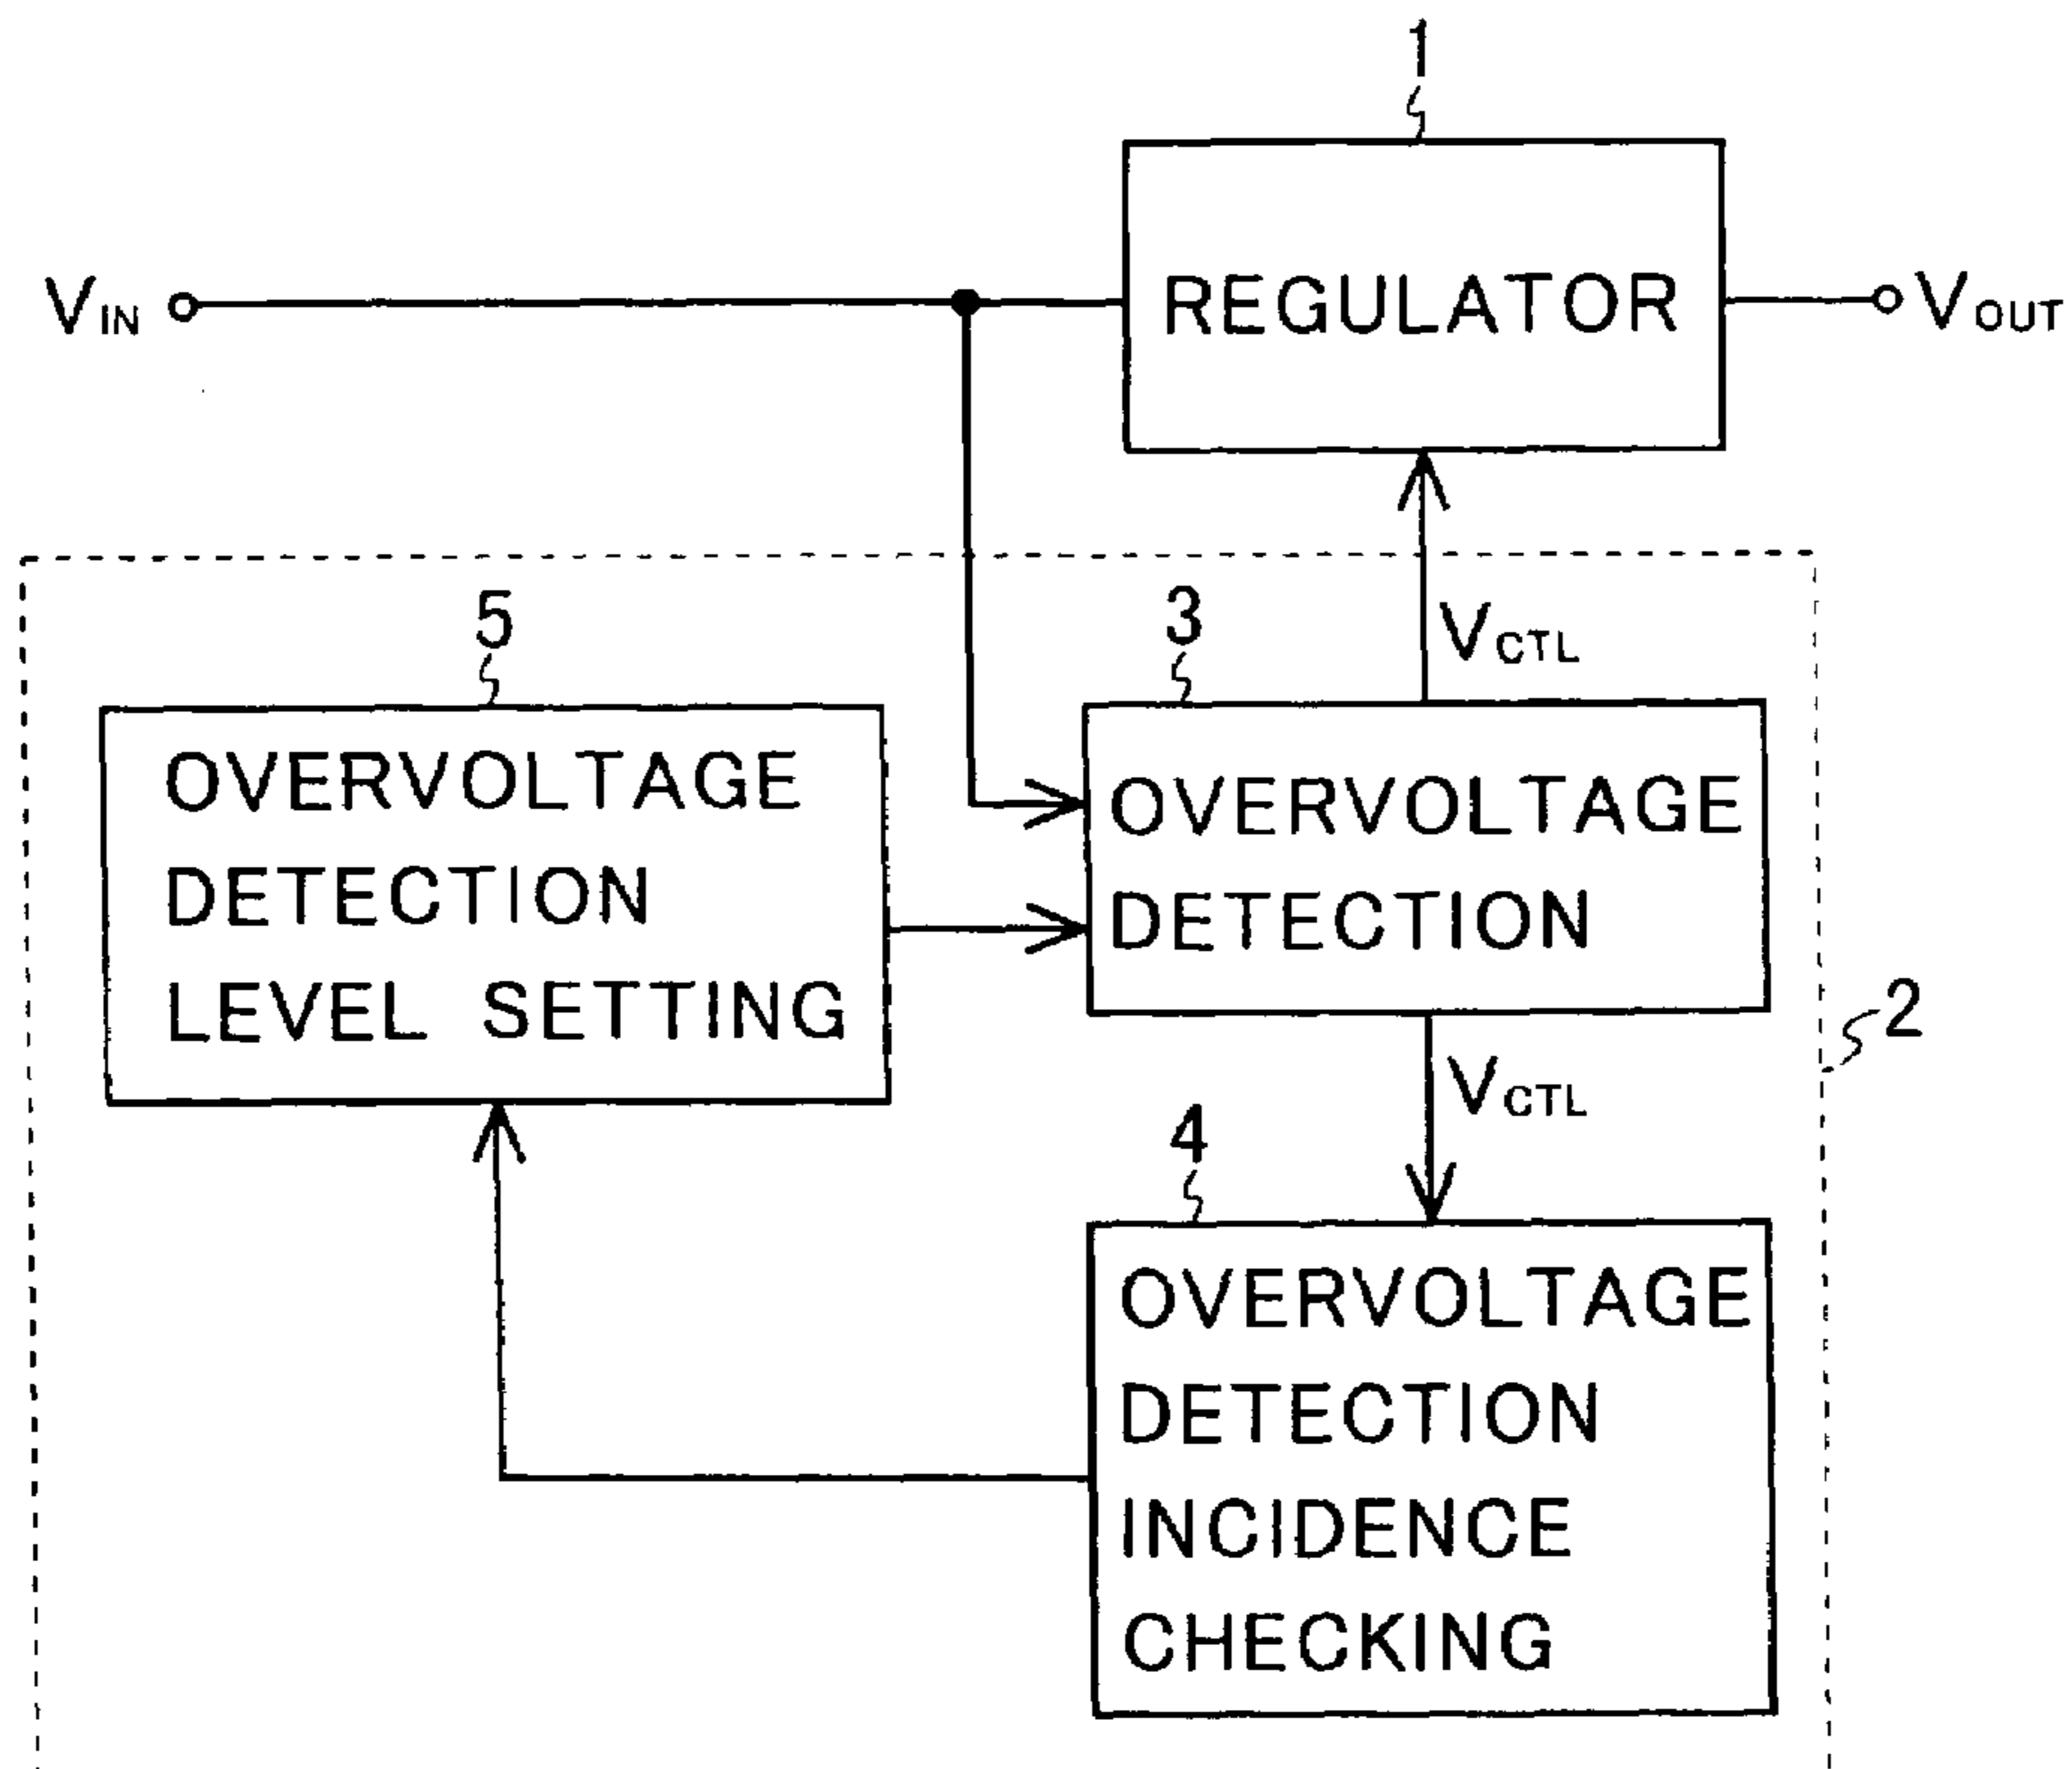 1
VIN
REGULATOR
VOUT
5
3
VCTL
OVERVOLTAGE
DETECTION
LEVEL SETTING
OVERVOLTAGE
DETECTION
2
VCTL
4
OVERVOLTAGE
DETECTION
INCIDENCE
CHECKING